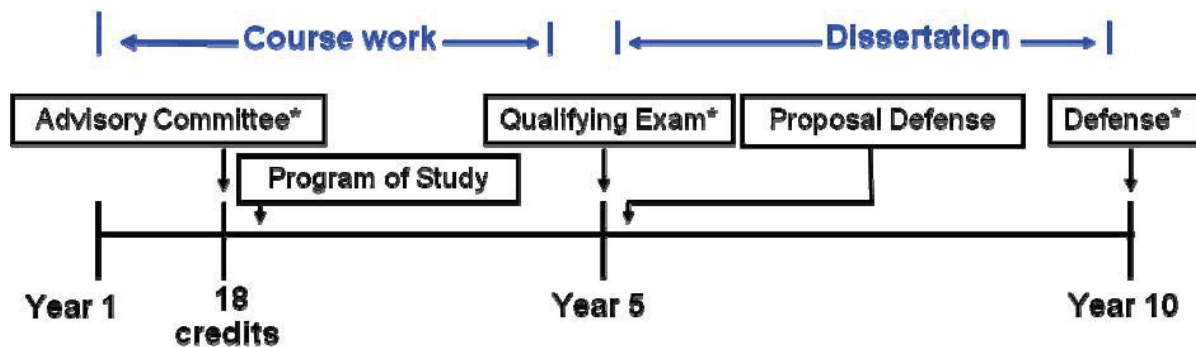 Course work
Dissertation
Advisory Committee*
Qualifying Exam*
Proposal Defense
Defense*
Program of Study
Year 1
18
credits
Year 5
Year 10